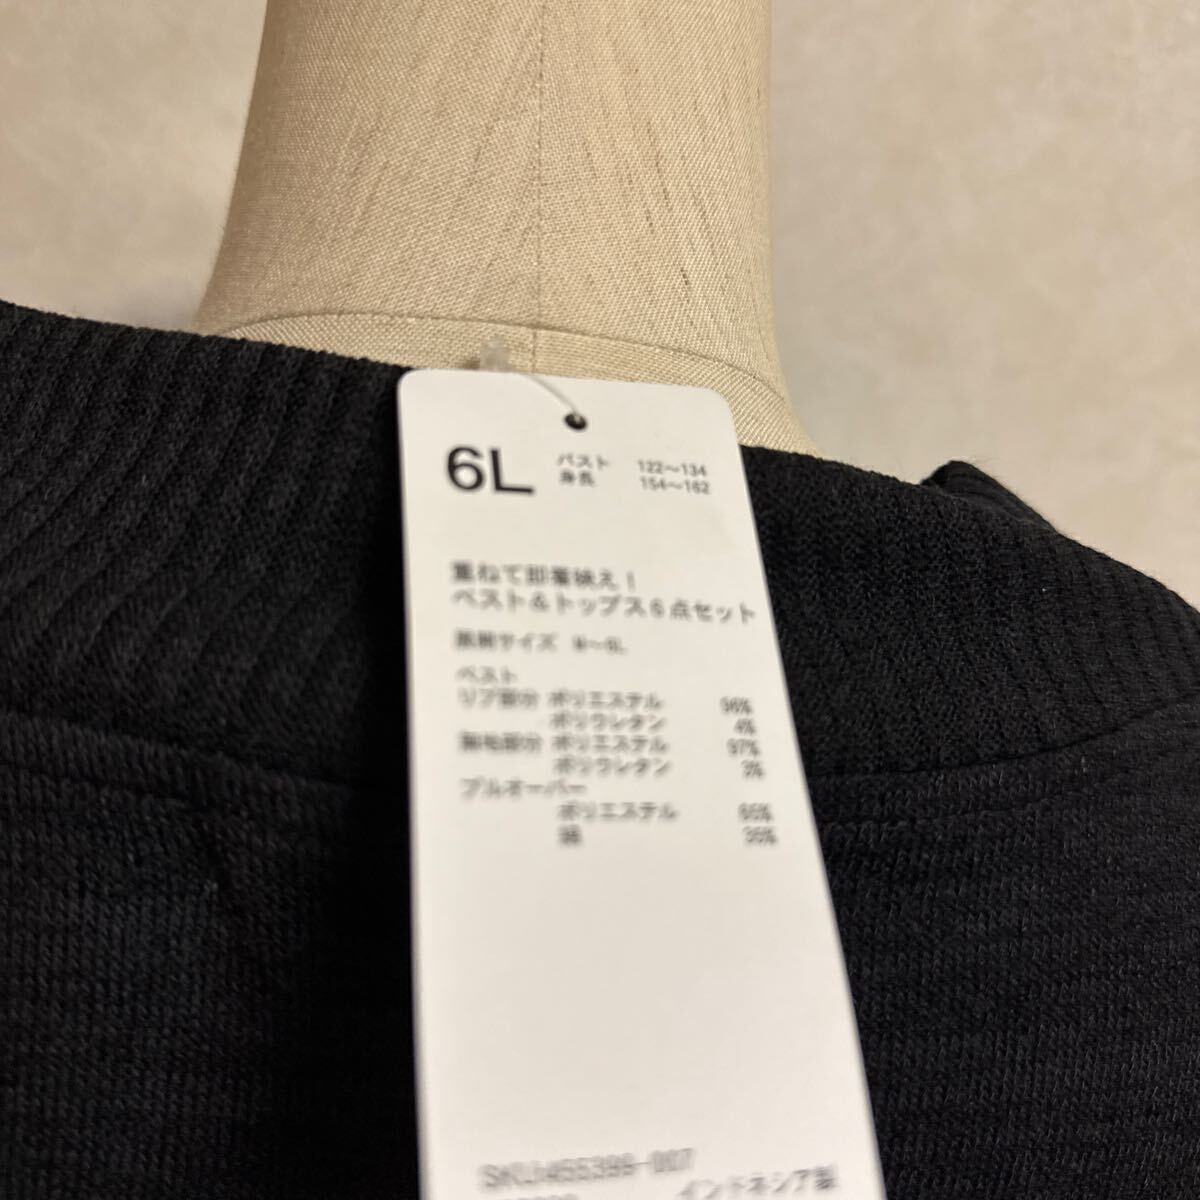 6L バスト 122～134
身長 154～162
重ねて即着映え！
ベスト＆トップス6点セット
展開サイズ M～6L
ベスト
リブ部分 ポリエステル 96%
ポリウレタン 4%
無地部分 ポリエステル 97%
ポリウレタン 3%
プルオーバー
ポリエステル 65%
綿 35%
SKU455399-007
インドネシア製